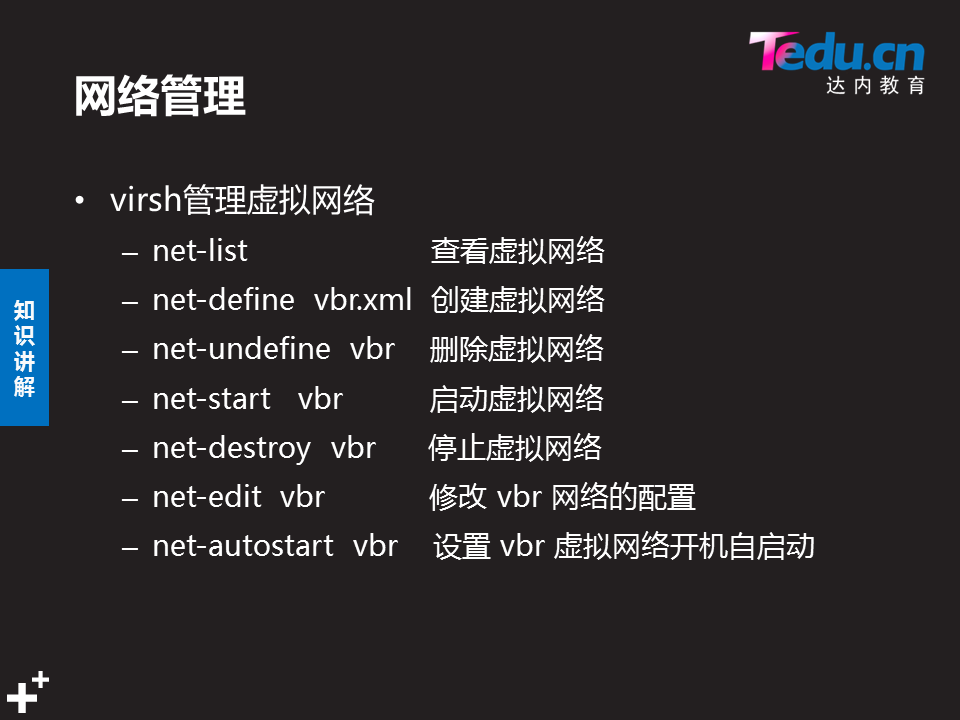 Tedu.cn
达内教育
网络管理
• virsh管理虚拟网络
– net-list 查看虚拟网络
– net-define vbr.xml 创建虚拟网络
– net-undefine vbr 删除虚拟网络
– net-start vbr 启动虚拟网络
– net-destroy vbr 停止虚拟网络
– net-edit vbr 修改 vbr 网络的配置
– net-autostart vbr 设置 vbr 虚拟网络开机自启动
知识讲解